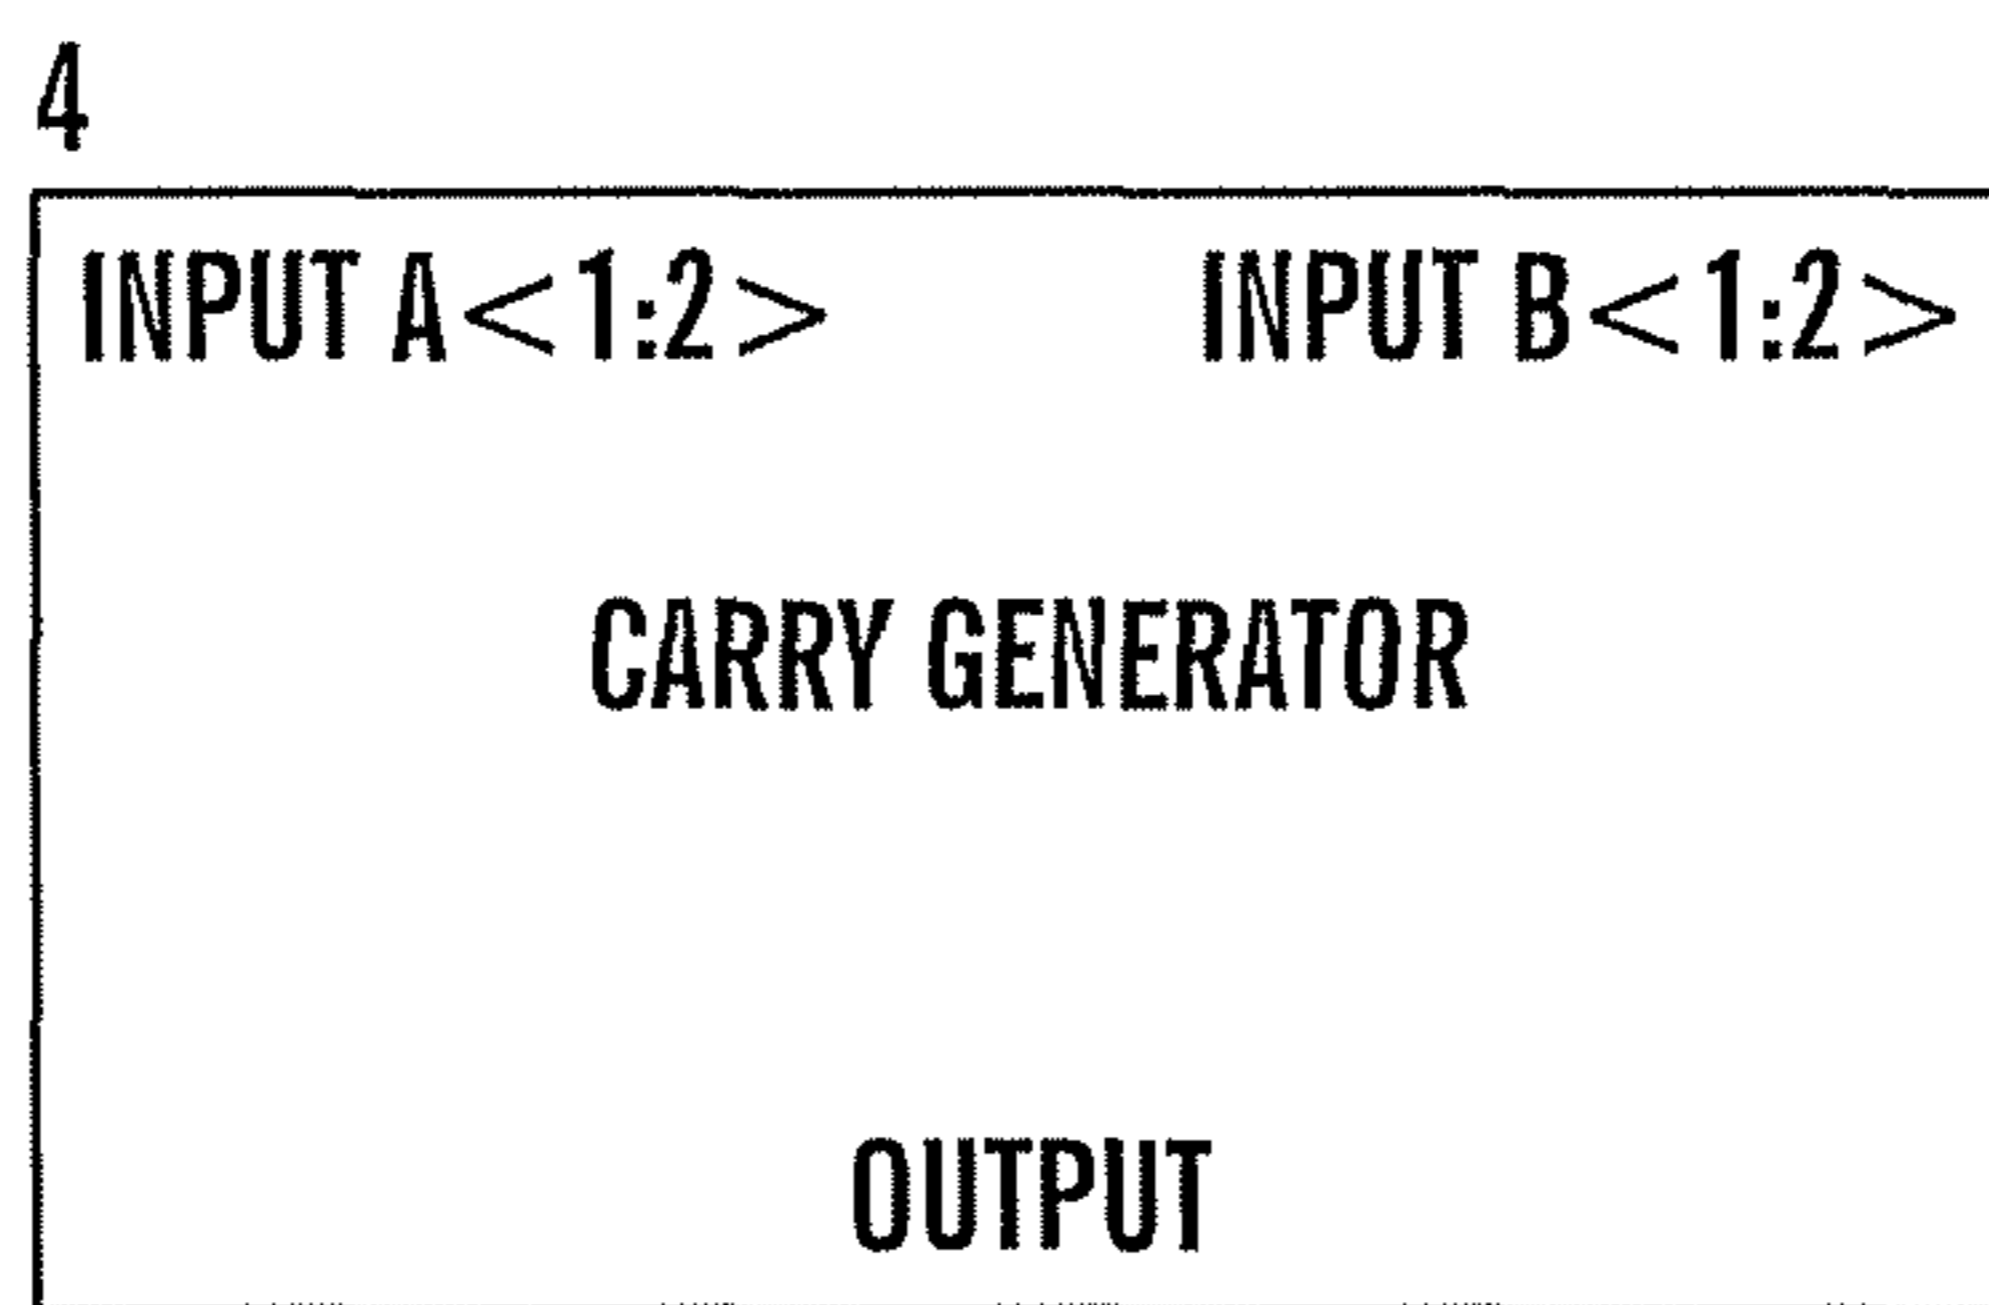 4
INPUT A<1:2> INPUT B<1:2>
CARRY GENERATOR
OUTPUT